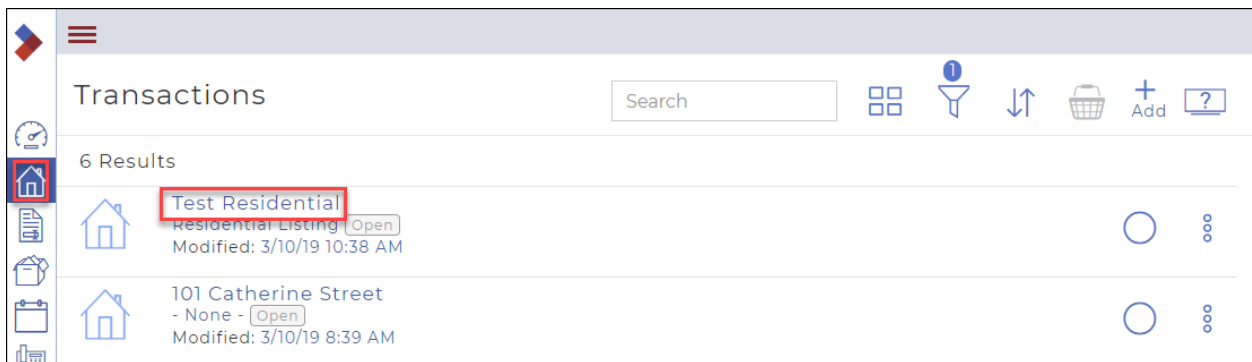 1
Transactions
Search
Add
?
6 Results
Test Residential
Residential Listing Open
Modified: 3/10/19 10:38 AM
101 Catherine Street
- None - Open
Modified: 3/10/19 8:39 AM